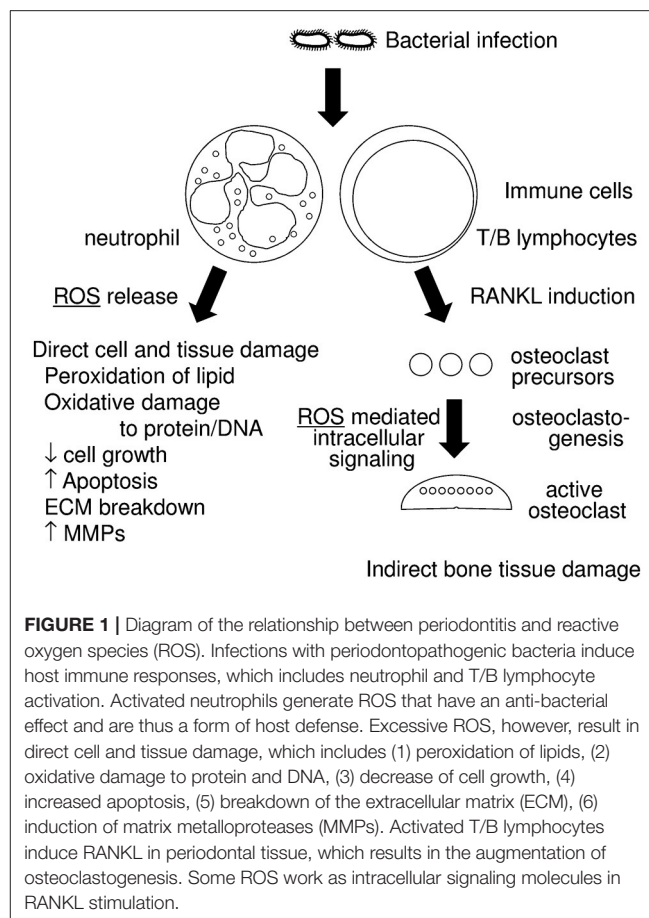 Bacterial infection
neutrophil
Immune cells
T/B lymphocytes
ROS release
RANKL induction
Direct cell and tissue damage
Peroxidation of lipid
Oxidative damage
to protein/DNA
↓ cell growth
↑ Apoptosis
ECM breakdown
↑ MMPs
osteoclast
precursors
ROS mediated
intracellular
signaling
osteoclasto-
genesis
active
osteoclast
Indirect bone tissue damage
FIGURE 1 | Diagram of the relationship between periodontitis and reactive
oxygen species (ROS). Infections with periodontopathogenic bacteria induce
host immune responses, which includes neutrophil and T/B lymphocyte
activation. Activated neutrophils generate ROS that have an anti-bacterial
effect and are thus a form of host defense. Excessive ROS, however, result in
direct cell and tissue damage, which includes (1) peroxidation of lipids, (2)
oxidative damage to protein and DNA, (3) decrease of cell growth, (4)
increased apoptosis, (5) breakdown of the extracellular matrix (ECM), (6)
induction of matrix metalloproteases (MMPs). Activated T/B lymphocytes
induce RANKL in periodontal tissue, which results in the augmentation of
osteoclastogenesis. Some ROS work as intracellular signaling molecules in
RANKL stimulation.